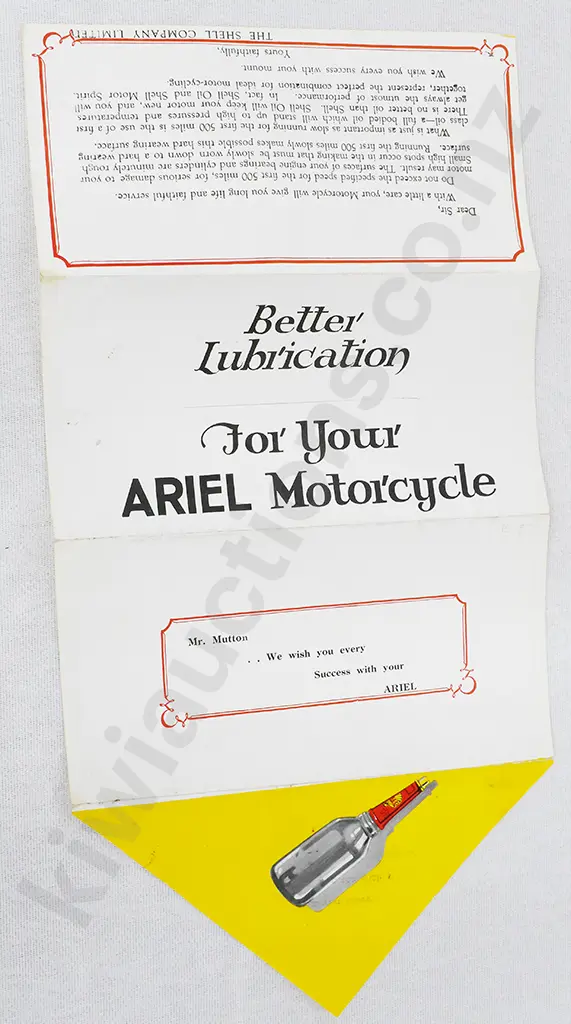 Dear Sir,
With a little care, your Motorcycle will give you long life and faithful service.
Do not exceed the specified speed for the first 500 miles, for serious damage to your
motor may result. The surfaces of your engine bearings and cylinders are minutely rough
Small high spots occur in the making that must be slowly worn down to a hard wearing
surface. Running the first 500 miles slowly makes possible this hard wearing surface.
What is just as important as slow running for the first 500 miles is the use of a first
class oil—a full bodied oil which will stand up to high pressures and temperatures
There is no better oil than Shell. Shell Oil will keep your motor new, and you will
get always the utmost of performance. In fact, Shell Oil and Shell Motor Spirit,
together, represent the perfect combination for ideal motor-cycling.
We wish you every success with your mount
Yours faithfully,
THE SHELL COMPANY LIMITED
Better
Lubrication
For Your
ARIEL Motorcycle
Mr. Mutton
. . We wish you every
Success with your
ARIEL
kiwiauctions.co.nz